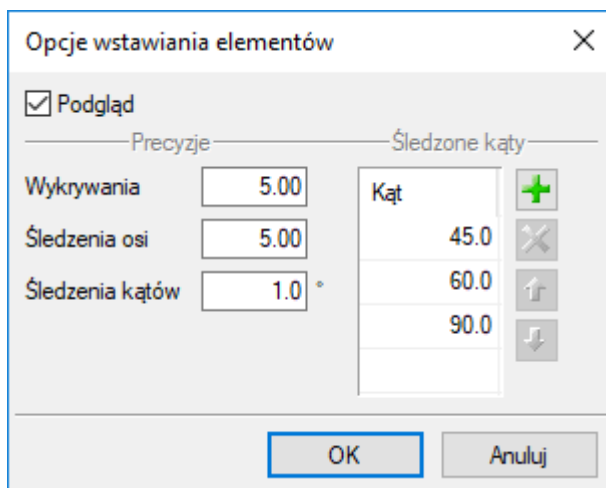 Opcje wstawiania elementów
Podgląd
Precyzje
Wykrywania 5.00
Śledzenia osi 5.00
Śledzenia kątów 1.0 °
Śledzone kąty
Kąt
45.0
60.0
90.0
OK Anuluj